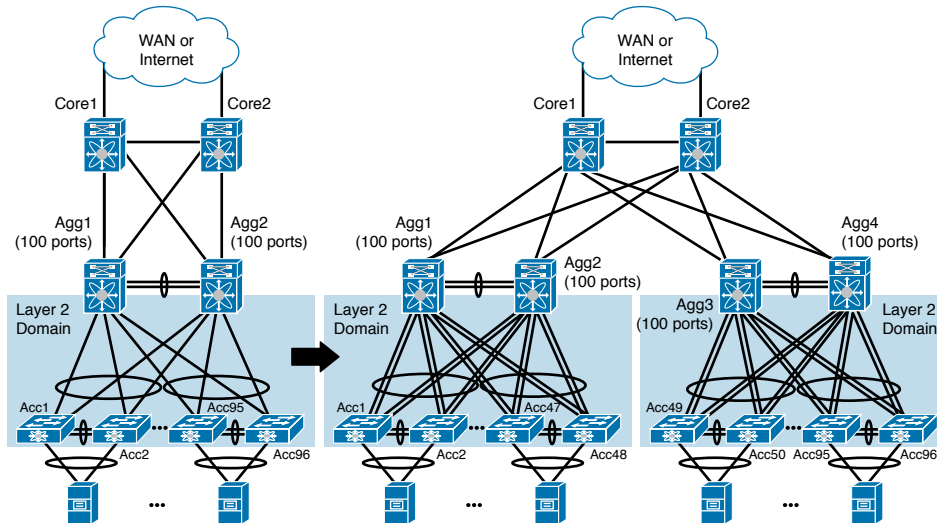 WAN or
Internet
Core1
Core2
Agg1
(100 ports)
Agg2
(100 ports)
Layer 2
Domain
Acc1
Acc95
...
Acc2
Acc96
...
WAN or
Internet
Core1
Core2
Agg1
(100 ports)
Agg2
(100 ports)
Agg4
(100 ports)
Agg3
(100 ports)
Layer 2
Domain
Layer 2
Domain
Acc1
Acc47
...
Acc2
Acc48
...
Acc49
...
Acc50
Acc95
Acc96
...